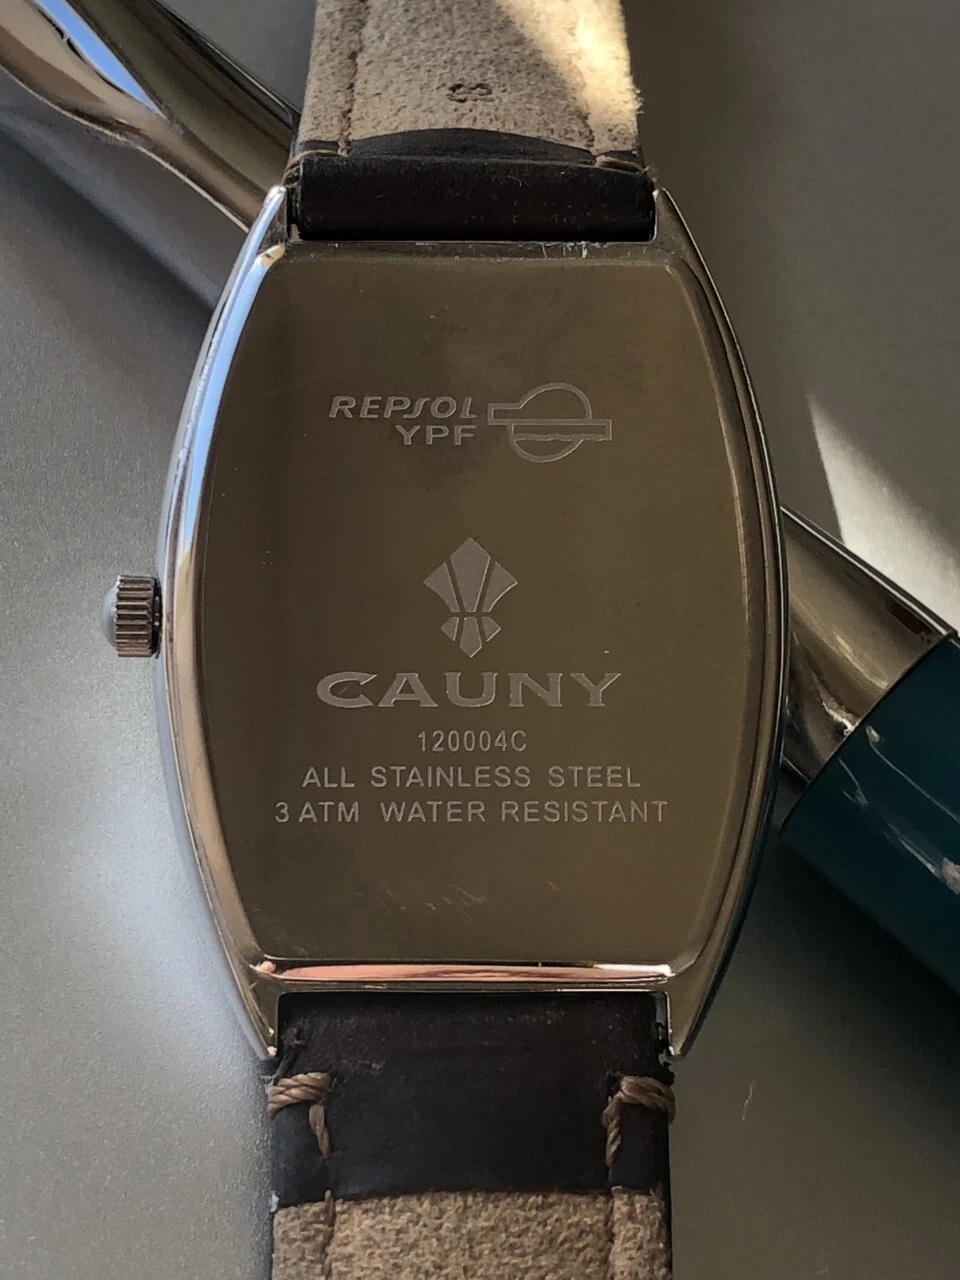 REPSOL
YPF
CAUNY
120004C
ALL STAINLESS STEEL
3 ATM WATER RESISTANT